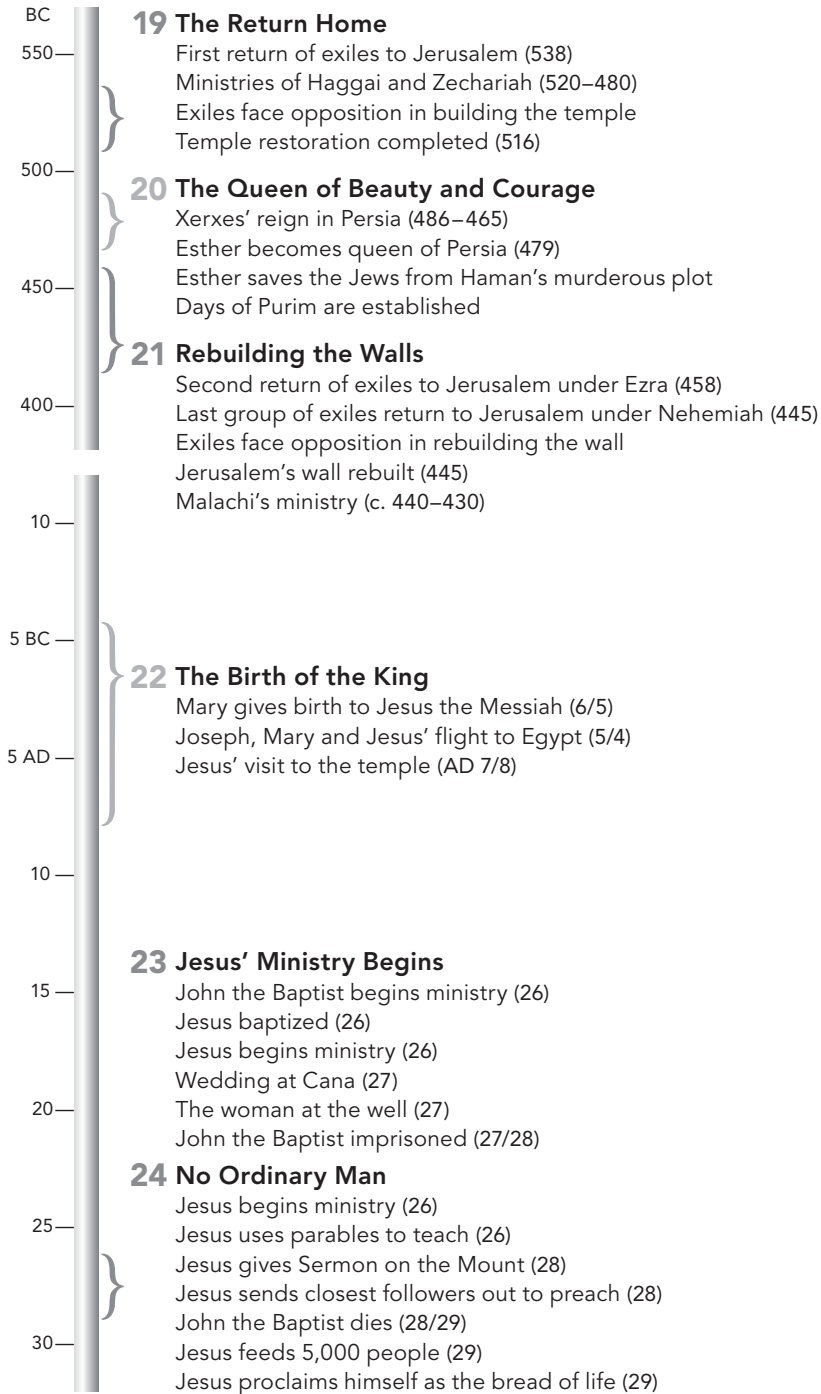 BC
19 The Return Home
550
First return of exiles to Jerusalem (538)
Ministries of Haggai and Zechariah (520–480)
Exiles face opposition in building the temple
Temple restoration completed (516)
500
20 The Queen of Beauty and Courage
Xerxes’ reign in Persia (486–465)
Esther becomes queen of Persia (479)
Esther saves the Jews from Haman’s murderous plot
450
Days of Purim are established
21 Rebuilding the Walls
Second return of exiles to Jerusalem under Ezra (458)
400
Last group of exiles return to Jerusalem under Nehemiah (445)
Exiles face opposition in rebuilding the wall
Jerusalem’s wall rebuilt (445)
Malachi’s ministry (c. 440–430)
10
5 BC
22 The Birth of the King
Mary gives birth to Jesus the Messiah (6/5)
Joseph, Mary and Jesus’ flight to Egypt (5/4)
5 AD
Jesus’ visit to the temple (AD 7/8)
10
23 Jesus’ Ministry Begins
15
John the Baptist begins ministry (26)
Jesus baptized (26)
Jesus begins ministry (26)
Wedding at Cana (27)
20
The woman at the well (27)
John the Baptist imprisoned (27/28)
24 No Ordinary Man
Jesus begins ministry (26)
25
Jesus uses parables to teach (26)
Jesus gives Sermon on the Mount (28)
Jesus sends closest followers out to preach (28)
John the Baptist dies (28/29)
30
Jesus feeds 5,000 people (29)
Jesus proclaims himself as the bread of life (29)